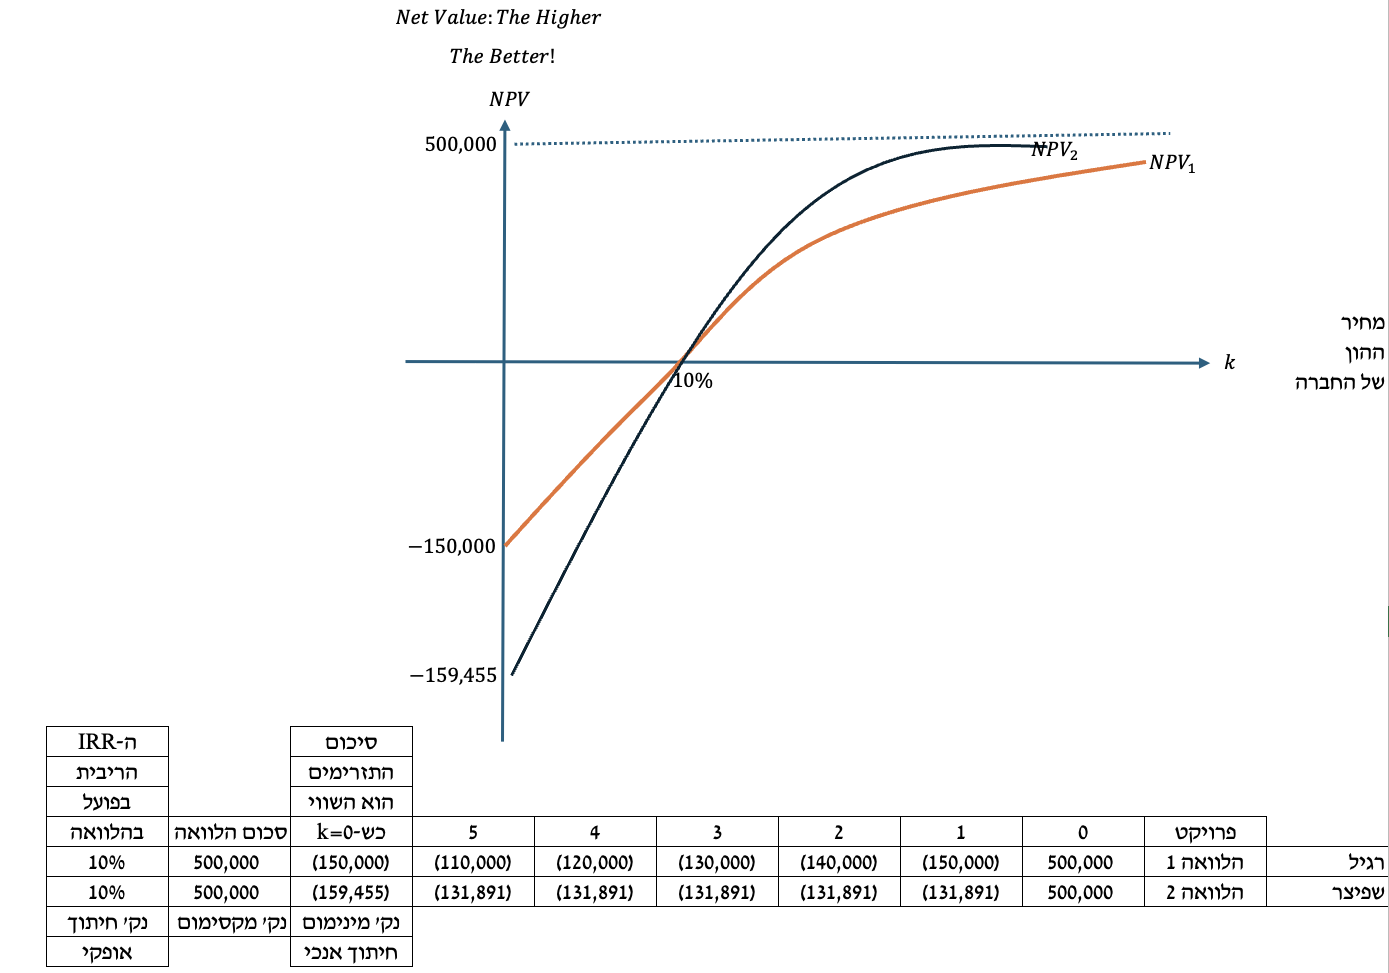 Net Value: The Higher
The Better!
NPV
500,000
NPV₂
NPV₁
מחיר
ההון
של החברה
k
10%
−150,000
−159,455
ה-IRR
הריבית
בפועל
בהלוואה
סיכום
התזרימים
הוא השווי
פרויקט 0 1 2 3 4 5 כש-k=0 סכום הלוואה בהלוואה
רגיל הלוואה 1 500,000 (150,000) (140,000) (130,000) (120,000) (110,000) (150,000) 500,000 10%
שפיצר הלוואה 2 500,000 (131,891) (131,891) (131,891) (131,891) (131,891) (159,455) 500,000 10%
נק' מינימום נק' מקסימום נק' חיתוך
חיתוך אנכי אופקי